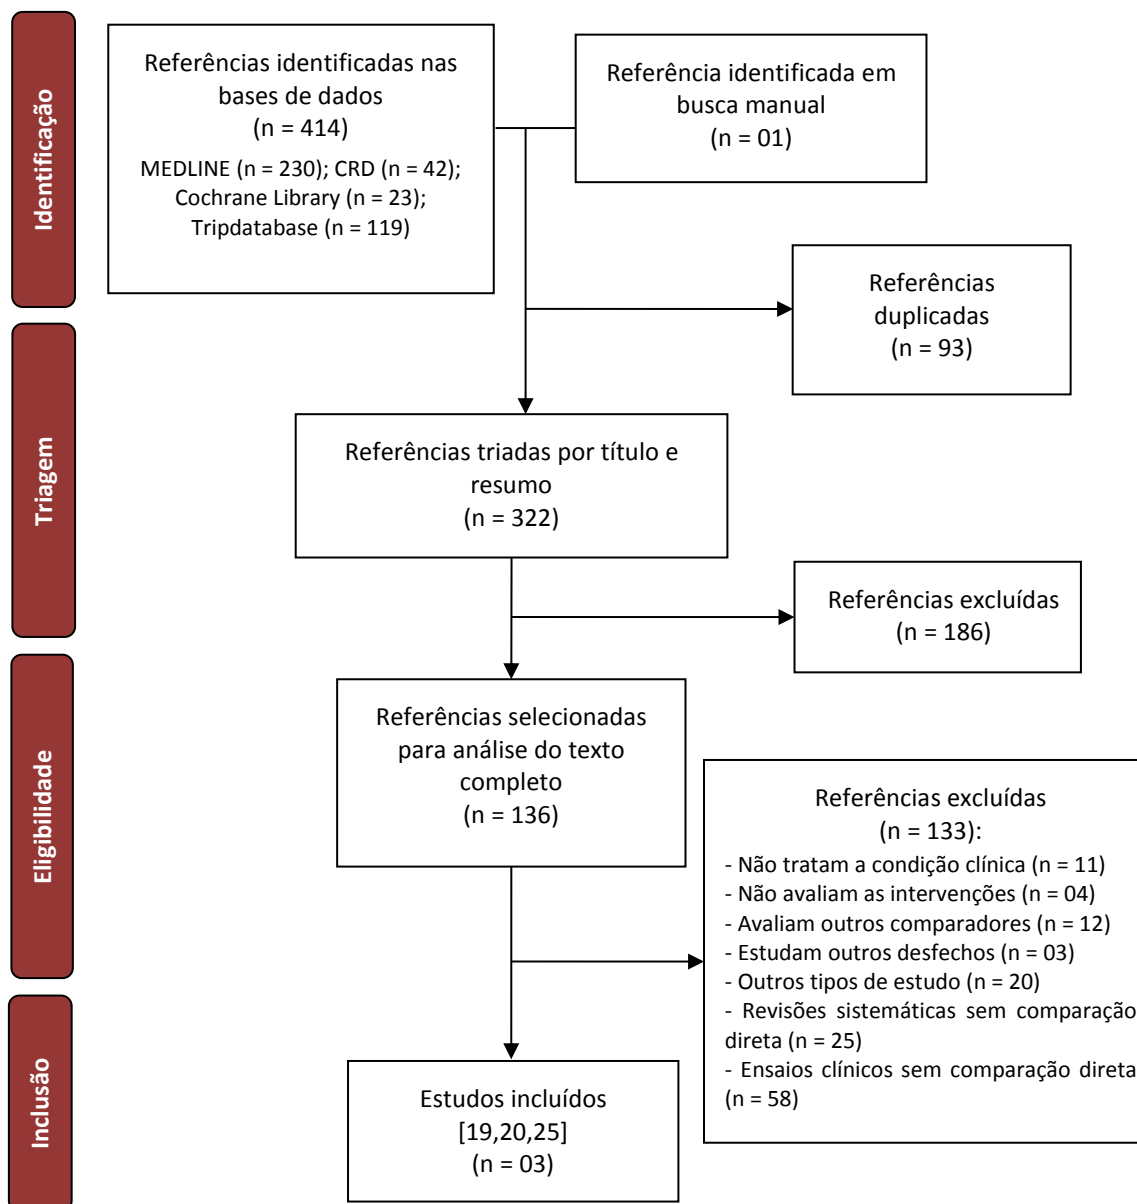 Identificação
Referências identificadas nas
bases de dados
(n = 414)
MEDLINE (n = 230); CRD (n = 42);
Cochrane Library (n = 23);
Tripdatabase (n = 119)
Referência identificada em
busca manual
(n = 01)
Referências
duplicadas
(n = 93)
Triagem
Referências triadas por título e
resumo
(n = 322)
Referências excluídas
(n = 186)
Eligibilidade
Referências selecionadas
para análise do texto
completo
(n = 136)
Referências excluídas
(n = 133):
- Não tratam a condição clínica (n = 11)
- Não avaliam as intervenções (n = 04)
- Avaliam outros comparadores (n = 12)
- Estudam outros desfechos (n = 03)
- Outros tipos de estudo (n = 20)
- Revisões sistemáticas sem comparação
direta (n = 25)
- Ensaios clínicos sem comparação direta
(n = 58)
Inclusão
Estudos incluídos
[19,20,25]
(n = 03)